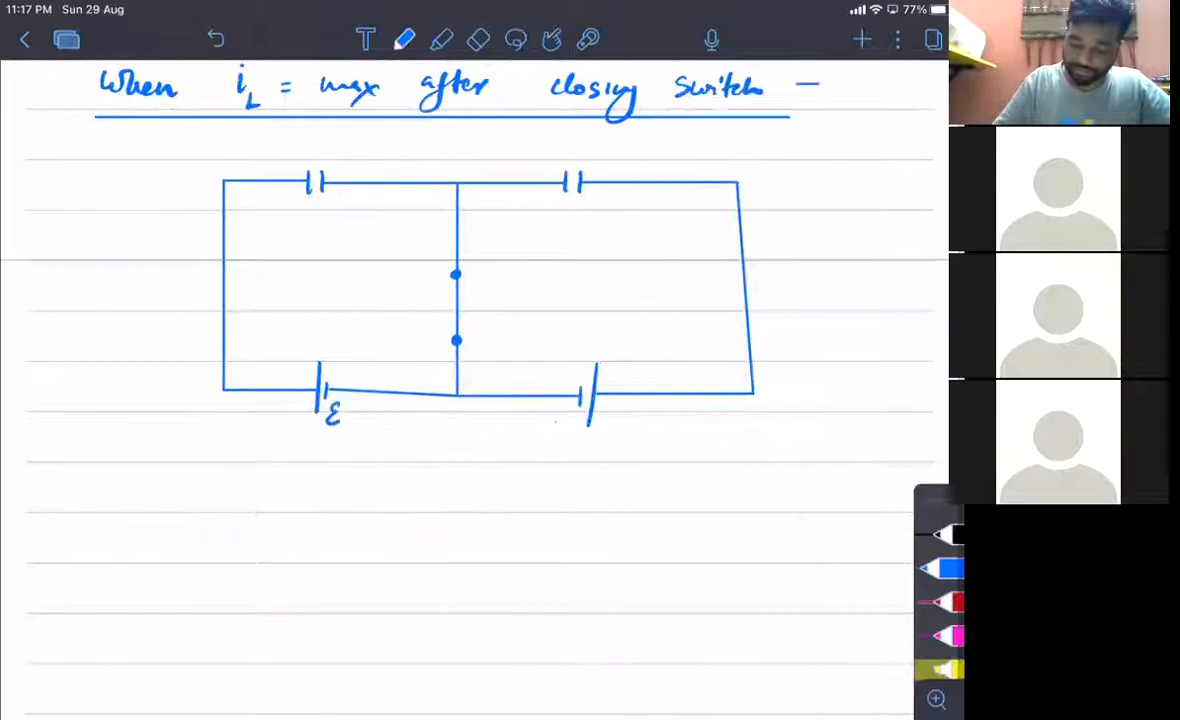 11:17 PM Sun 29 Aug
77%
T
When i_L = max after closing switch —
ε